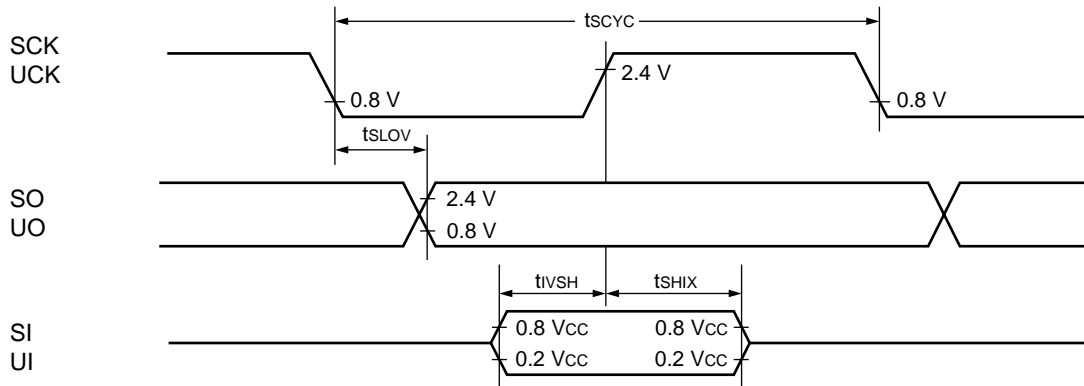 tSCYC
SCK
UCK
2.4 V
0.8 V
0.8 V
tSLOV
SO
UO
2.4 V
0.8 V
tIVSH
tSHIX
SI
UI
0.8 VCC
0.8 VCC
0.2 VCC
0.2 VCC